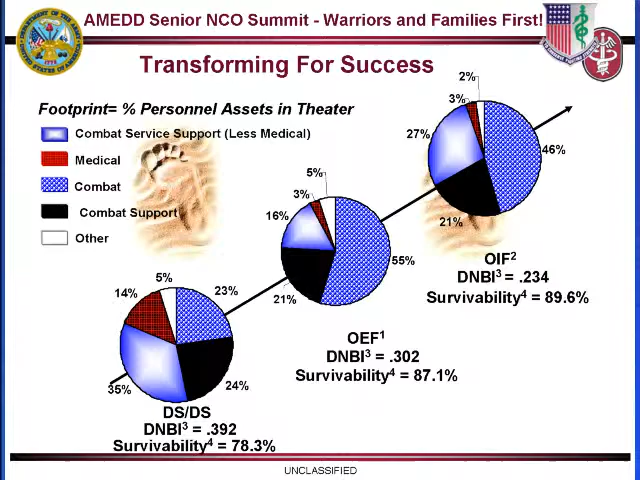 AMEDD Senior NCO Summit - Warriors and Families First!
Transforming For Success
Footprint= % Personnel Assets in Theater
Combat Service Support (Less Medical)
Medical
Combat
Combat Support
Other
2%
3%
27%
46%
21%
OIF²
DNBI³ = .234
Survivability⁴ = 89.6%
5%
3%
16%
55%
21%
OEF¹
DNBI³ = .302
Survivability⁴ = 87.1%
5%
14%
23%
35%
24%
DS/DS
DNBI³ = .392
Survivability⁴ = 78.3%
UNCLASSIFIED